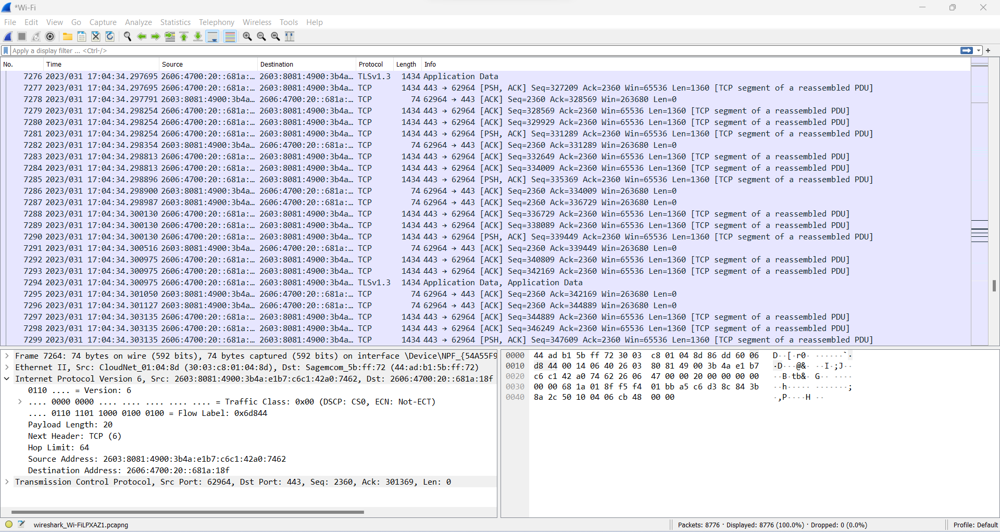 *Wi-Fi
File Edit View Go Capture Analyze Statistics Telephony Wireless Tools Help
Apply a display filter ... <Ctrl-/>
No. Time Source Destination Protocol Length Info
7276 2023/031 17:04:34.297695 2606:4700:20::681a:… 2603:8081:4900:3b4a… TLSv1.3 1434 Application Data
7277 2023/031 17:04:34.297695 2606:4700:20::681a:… 2603:8081:4900:3b4a… TCP 1434 443 → 62964 [PSH, ACK] Seq=327209 Ack=2360 Win=65536 Len=1360 [TCP segment of a reassembled PDU]
7278 2023/031 17:04:34.297791 2603:8081:4900:3b4a… 2606:4700:20::681a:… TCP 74 62964 → 443 [ACK] Seq=2360 Ack=328569 Win=263680 Len=0
7279 2023/031 17:04:34.298254 2606:4700:20::681a:… 2603:8081:4900:3b4a… TCP 1434 443 → 62964 [ACK] Seq=328569 Ack=2360 Win=65536 Len=1360 [TCP segment of a reassembled PDU]
7280 2023/031 17:04:34.298254 2606:4700:20::681a:… 2603:8081:4900:3b4a… TCP 1434 443 → 62964 [ACK] Seq=329929 Ack=2360 Win=65536 Len=1360 [TCP segment of a reassembled PDU]
7281 2023/031 17:04:34.298254 2606:4700:20::681a:… 2603:8081:4900:3b4a… TCP 1434 443 → 62964 [PSH, ACK] Seq=331289 Ack=2360 Win=65536 Len=1360 [TCP segment of a reassembled PDU]
7282 2023/031 17:04:34.298354 2603:8081:4900:3b4a… 2606:4700:20::681a:… TCP 74 62964 → 443 [ACK] Seq=2360 Ack=331289 Win=263680 Len=0
7283 2023/031 17:04:34.298813 2606:4700:20::681a:… 2603:8081:4900:3b4a… TCP 1434 443 → 62964 [ACK] Seq=332649 Ack=2360 Win=65536 Len=1360 [TCP segment of a reassembled PDU]
7284 2023/031 17:04:34.298813 2606:4700:20::681a:… 2603:8081:4900:3b4a… TCP 1434 443 → 62964 [ACK] Seq=334009 Ack=2360 Win=65536 Len=1360 [TCP segment of a reassembled PDU]
7285 2023/031 17:04:34.298896 2606:4700:20::681a:… 2603:8081:4900:3b4a… TCP 1434 443 → 62964 [PSH, ACK] Seq=335369 Ack=2360 Win=65536 Len=1360 [TCP segment of a reassembled PDU]
7286 2023/031 17:04:34.298900 2603:8081:4900:3b4a… 2606:4700:20::681a:… TCP 74 62964 → 443 [ACK] Seq=2360 Ack=334009 Win=263680 Len=0
7287 2023/031 17:04:34.298987 2603:8081:4900:3b4a… 2606:4700:20::681a:… TCP 74 62964 → 443 [ACK] Seq=2360 Ack=336729 Win=263680 Len=0
7288 2023/031 17:04:34.300130 2606:4700:20::681a:… 2603:8081:4900:3b4a… TCP 1434 443 → 62964 [ACK] Seq=336729 Ack=2360 Win=65536 Len=1360 [TCP segment of a reassembled PDU]
7289 2023/031 17:04:34.300130 2606:4700:20::681a:… 2603:8081:4900:3b4a… TCP 1434 443 → 62964 [ACK] Seq=338089 Ack=2360 Win=65536 Len=1360 [TCP segment of a reassembled PDU]
7290 2023/031 17:04:34.300130 2606:4700:20::681a:… 2603:8081:4900:3b4a… TCP 1434 443 → 62964 [PSH, ACK] Seq=339449 Ack=2360 Win=65536 Len=1360 [TCP segment of a reassembled PDU]
7291 2023/031 17:04:34.300516 2603:8081:4900:3b4a… 2606:4700:20::681a:… TCP 74 62964 → 443 [ACK] Seq=2360 Ack=339449 Win=263680 Len=0
7292 2023/031 17:04:34.300975 2606:4700:20::681a:… 2603:8081:4900:3b4a… TCP 1434 443 → 62964 [ACK] Seq=340809 Ack=2360 Win=65536 Len=1360 [TCP segment of a reassembled PDU]
7293 2023/031 17:04:34.300975 2606:4700:20::681a:… 2603:8081:4900:3b4a… TCP 1434 443 → 62964 [ACK] Seq=342169 Ack=2360 Win=65536 Len=1360 [TCP segment of a reassembled PDU]
7294 2023/031 17:04:34.300975 2606:4700:20::681a:… 2603:8081:4900:3b4a… TLSv1.3 1434 Application Data, Application Data
7295 2023/031 17:04:34.301050 2603:8081:4900:3b4a… 2606:4700:20::681a:… TCP 74 62964 → 443 [ACK] Seq=2360 Ack=342169 Win=263680 Len=0
7296 2023/031 17:04:34.301127 2603:8081:4900:3b4a… 2606:4700:20::681a:… TCP 74 62964 → 443 [ACK] Seq=2360 Ack=344889 Win=263680 Len=0
7297 2023/031 17:04:34.303135 2606:4700:20::681a:… 2603:8081:4900:3b4a… TCP 1434 443 → 62964 [ACK] Seq=344889 Ack=2360 Win=65536 Len=1360 [TCP segment of a reassembled PDU]
7298 2023/031 17:04:34.303135 2606:4700:20::681a:… 2603:8081:4900:3b4a… TCP 1434 443 → 62964 [ACK] Seq=346249 Ack=2360 Win=65536 Len=1360 [TCP segment of a reassembled PDU]
7299 2023/031 17:04:34.303135 2606:4700:20::681a:… 2603:8081:4900:3b4a… TCP 1434 443 → 62964 [PSH, ACK] Seq=347609 Ack=2360 Win=65536 Len=1360 [TCP segment of a reassembled PDU]
Frame 7264: 74 bytes on wire (592 bits), 74 bytes captured (592 bits) on interface \Device\NPF_{54A55F9
Ethernet II, Src: CloudNet_01:04:8d (30:03:c8:01:04:8d), Dst: Sagemcom_5b:ff:72 (44:ad:b1:5b:ff:72)
Internet Protocol Version 6, Src: 2603:8081:4900:3b4a:e1b7:c6c1:42a0:7462, Dst: 2606:4700:20::681a:18f
0110 .... = Version: 6
.... 0000 0000 .... .... .... .... .... = Traffic Class: 0x00 (DSCP: CS0, ECN: Not-ECT)
.... 0110 1101 1000 0100 0100 = Flow Label: 0x6d844
Payload Length: 20
Next Header: TCP (6)
Hop Limit: 64
Source Address: 2603:8081:4900:3b4a:e1b7:c6c1:42a0:7462
Destination Address: 2606:4700:20::681a:18f
Transmission Control Protocol, Src Port: 62964, Dst Port: 443, Seq: 2360, Ack: 301369, Len: 0
0000 44 ad b1 5b ff 72 30 03 c8 01 04 8d 86 dd 60 06 D··[·r0· ······`·
0010 d8 44 00 14 06 40 26 03 80 81 49 00 3b 4a e1 b7 ·D···@&· ··I·;J··
0020 c6 c1 42 a0 74 62 26 06 47 00 00 20 00 00 00 00 ··B·tb&· G·· ····
0030 00 00 68 1a 01 8f f5 f4 01 bb a5 c6 d3 8c 84 3b ··h····· ·······;
0040 8a 2c 50 10 04 06 cb 48 00 00 ·,P····H ··
wireshark_Wi-FiLPXAZ1.pcapng
Packets: 8776 · Displayed: 8776 (100.0%) · Dropped: 0 (0.0%)
Profile: Default